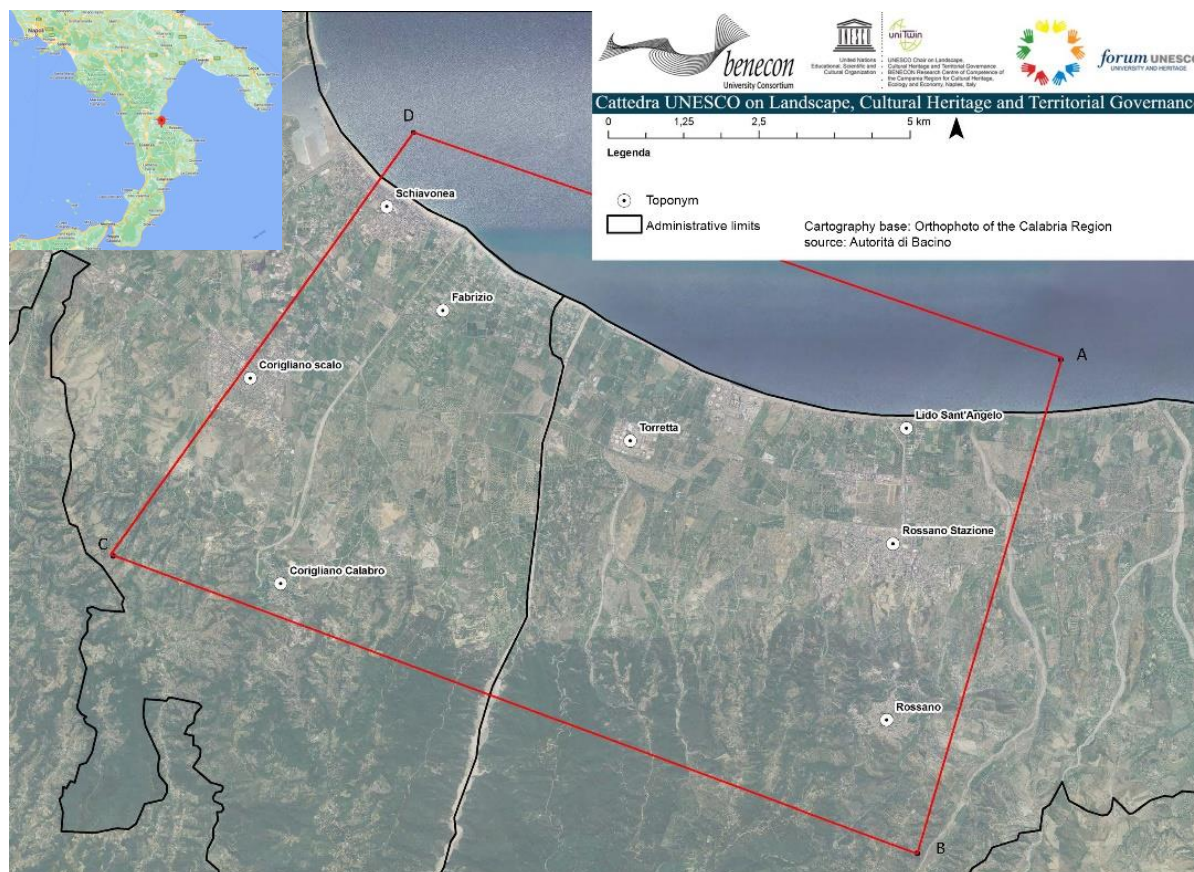 Napoli
Lecce
benecon
University Consortium
United Nations
Educational, Scientific and
Cultural Organization
uniTwin
UNESCO Chair on Landscape,
Cultural Heritage and Territorial Governance
BENECON Research Centre of Competence of
the Campania Region for Cultural Heritage,
Ecology and Economy, Naples, Italy
forum UNESCO
UNIVERSITY AND HERITAGE
Cattedra UNESCO on Landscape, Cultural Heritage and Territorial Governance
0 1,25 2,5 5 km
Legenda
Toponym
Administrative limits
Cartography base: Orthophoto of the Calabria Region
source: Autorità di Bacino
D
Schiavonea
Fabrizio
A
Corigliano scalo
Lido Sant'Angelo
Torretta
Rossano Stazione
C
Corigliano Calabro
Rossano
B